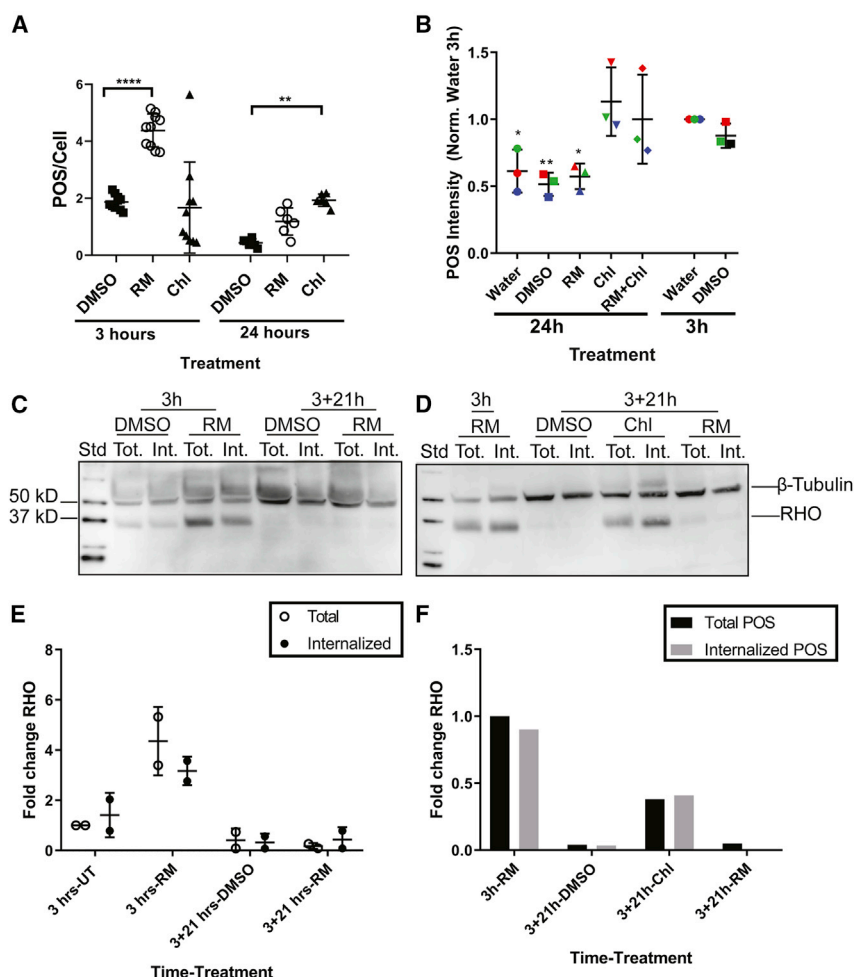 A
POS/Cell
6
4
2
0
****
**
DMSO
RM
Chl
DMSO
RM
Chl
3 hours
24 hours
Treatment
B
POS Intensity (Norm. Water 3h)
1.5
1.0
0.5
0.0
*
**
*
Water
DMSO
RM
Chl
RM+Chl
Water
DMSO
24h
3h
Treatment
C
3h
3+21h
DMSO
RM
DMSO
RM
Std
Tot.
Int.
Tot.
Int.
Tot.
Int.
Tot.
Int.
50 kD
37 kD
D
3h
3+21h
RM
DMSO
Chl
RM
Std
Tot.
Int.
Tot.
Int.
Tot.
Int.
Tot.
Int.
β-Tubulin
RHO
E
Total
Internalized
Fold change RHO
8
6
4
2
0
3 hrs-UT
3 hrs-RM
3+21 hrs-DMSO
3+21 hrs-RM
Time-Treatment
F
Total POS
Internalized POS
Fold change RHO
1.5
1.0
0.5
0.0
3h-RM
3+21h-DMSO
3+21h-Chl
3+21h-RM
Time-Treatment